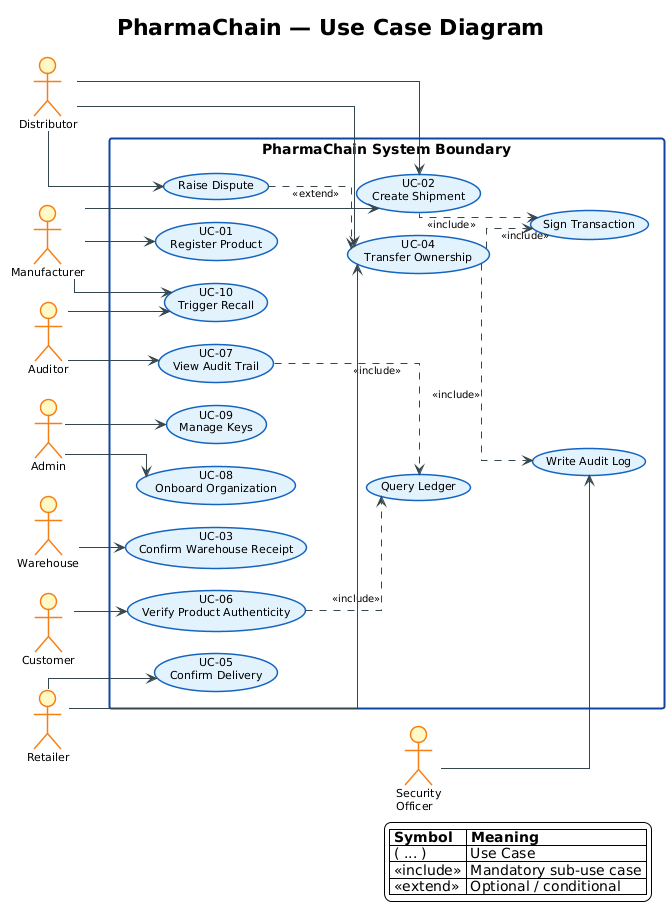 PharmaChain — Use Case Diagram
Distributor
PharmaChain System Boundary
Raise Dispute
«extend»
UC-02
Create Shipment
«include»
Sign Transaction
«include»
Manufacturer
UC-01
Register Product
UC-04
Transfer Ownership
UC-10
Trigger Recall
Auditor
UC-07
View Audit Trail
«include»
«include»
Admin
UC-09
Manage Keys
UC-08
Onboard Organization
Query Ledger
Write Audit Log
Warehouse
UC-03
Confirm Warehouse Receipt
Customer
UC-06
Verify Product Authenticity
«include»
UC-05
Confirm Delivery
Retailer
Security
Officer
Symbol Meaning
( ... ) Use Case
«include» Mandatory sub-use case
«extend» Optional / conditional